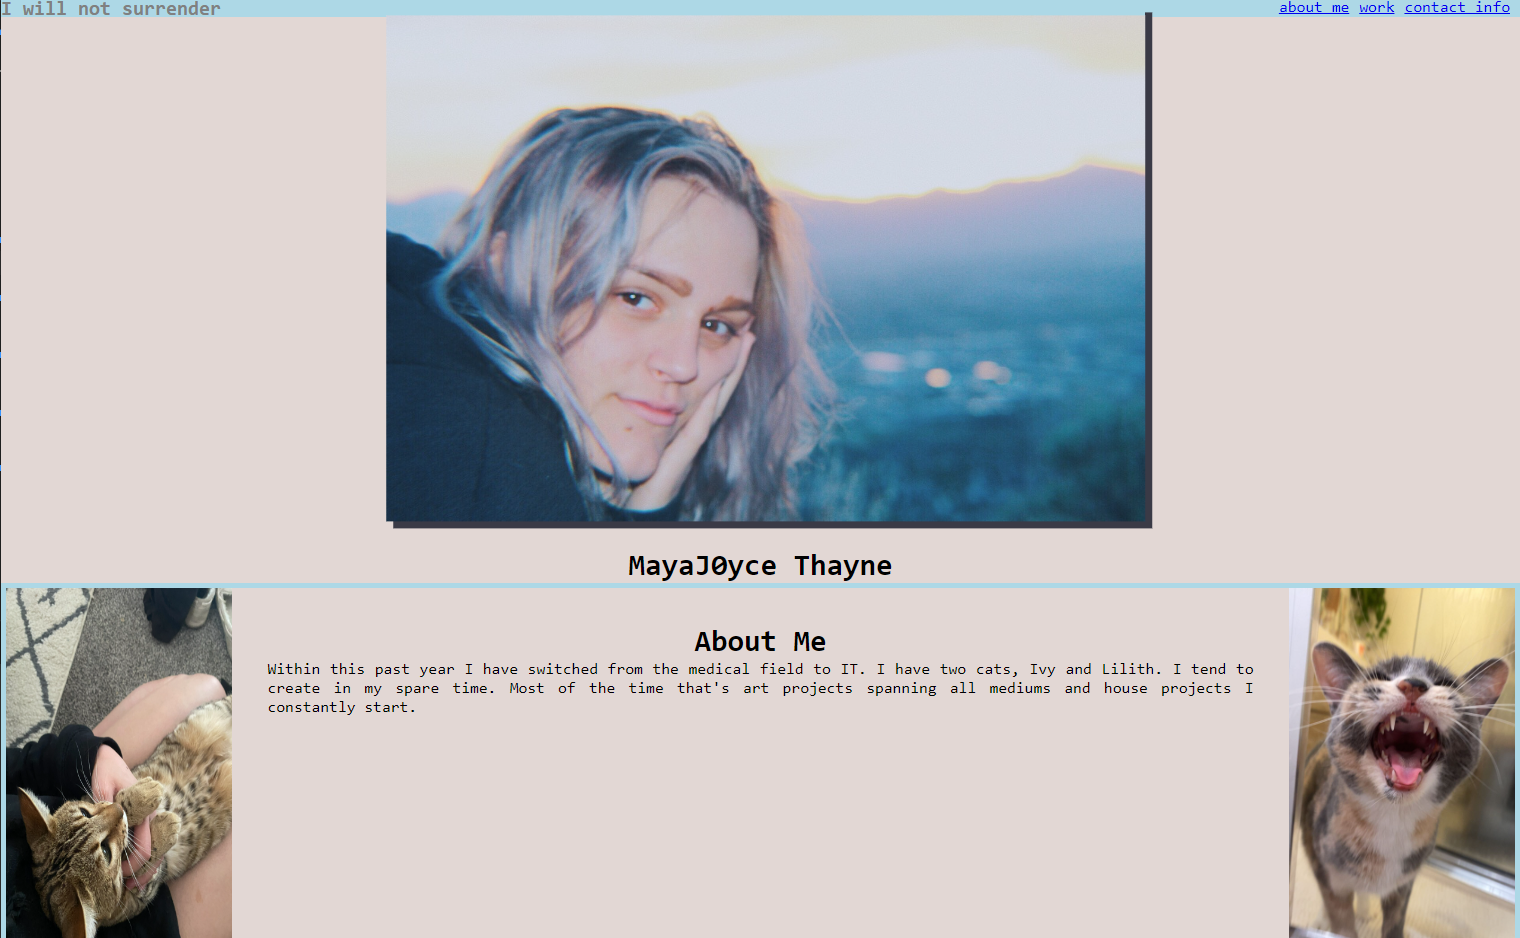 I will not surrender
about me work contact info
MayaJ0yce Thayne
About Me
Within this past year I have switched from the medical field to IT. I have two cats, Ivy and Lilith. I tend to
create in my spare time. Most of the time that's art projects spanning all mediums and house projects I
constantly start.